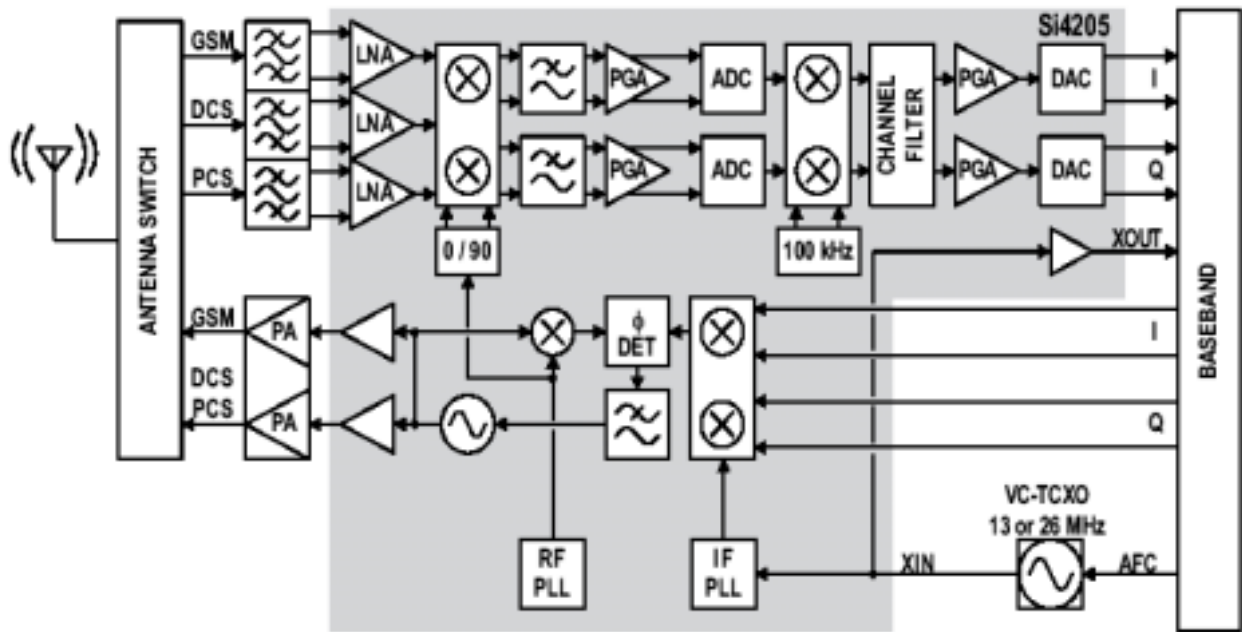 Si4205
ANTENNA SWITCH
GSM
DCS
PCS
LNA
LNA
LNA
0 / 90
PGA
PGA
ADC
ADC
100 kHz
CHANNEL
FILTER
PGA
PGA
DAC
DAC
I
Q
XOUT
BASEBAND
GSM
DCS
PCS
PA
PA
ϕ
DET
I
Q
RF
PLL
IF
PLL
XIN
VC-TCXO
13 or 26 MHz
AFC